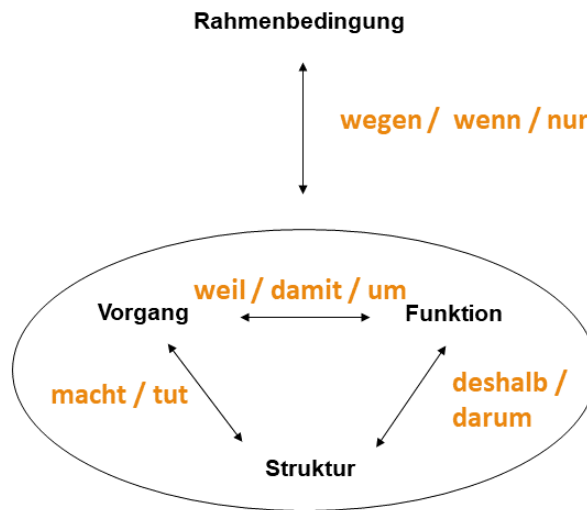 Rahmenbedingung
wegen / wenn / nur
weil / damit / um
Vorgang
Funktion
macht / tut
deshalb /
darum
Struktur